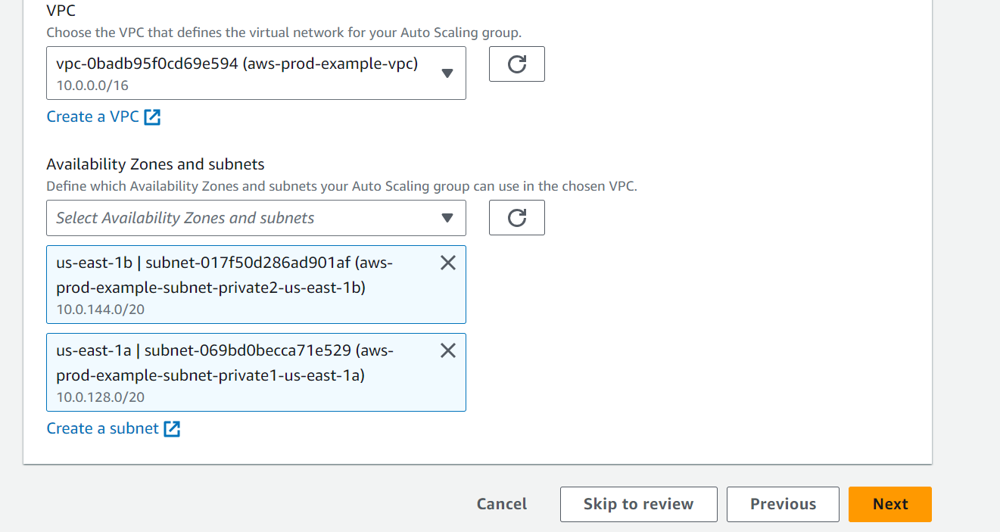 VPC
Choose the VPC that defines the virtual network for your Auto Scaling group.
vpc-0badb95f0cd69e594 (aws-prod-example-vpc)
10.0.0.0/16
Create a VPC
Availability Zones and subnets
Define which Availability Zones and subnets your Auto Scaling group can use in the chosen VPC.
Select Availability Zones and subnets
us-east-1b | subnet-017f50d286ad901af (aws-
prod-example-subnet-private2-us-east-1b)
10.0.144.0/20
us-east-1a | subnet-069bd0becca71e529 (aws-
prod-example-subnet-private1-us-east-1a)
10.0.128.0/20
Create a subnet
Cancel
Skip to review
Previous
Next